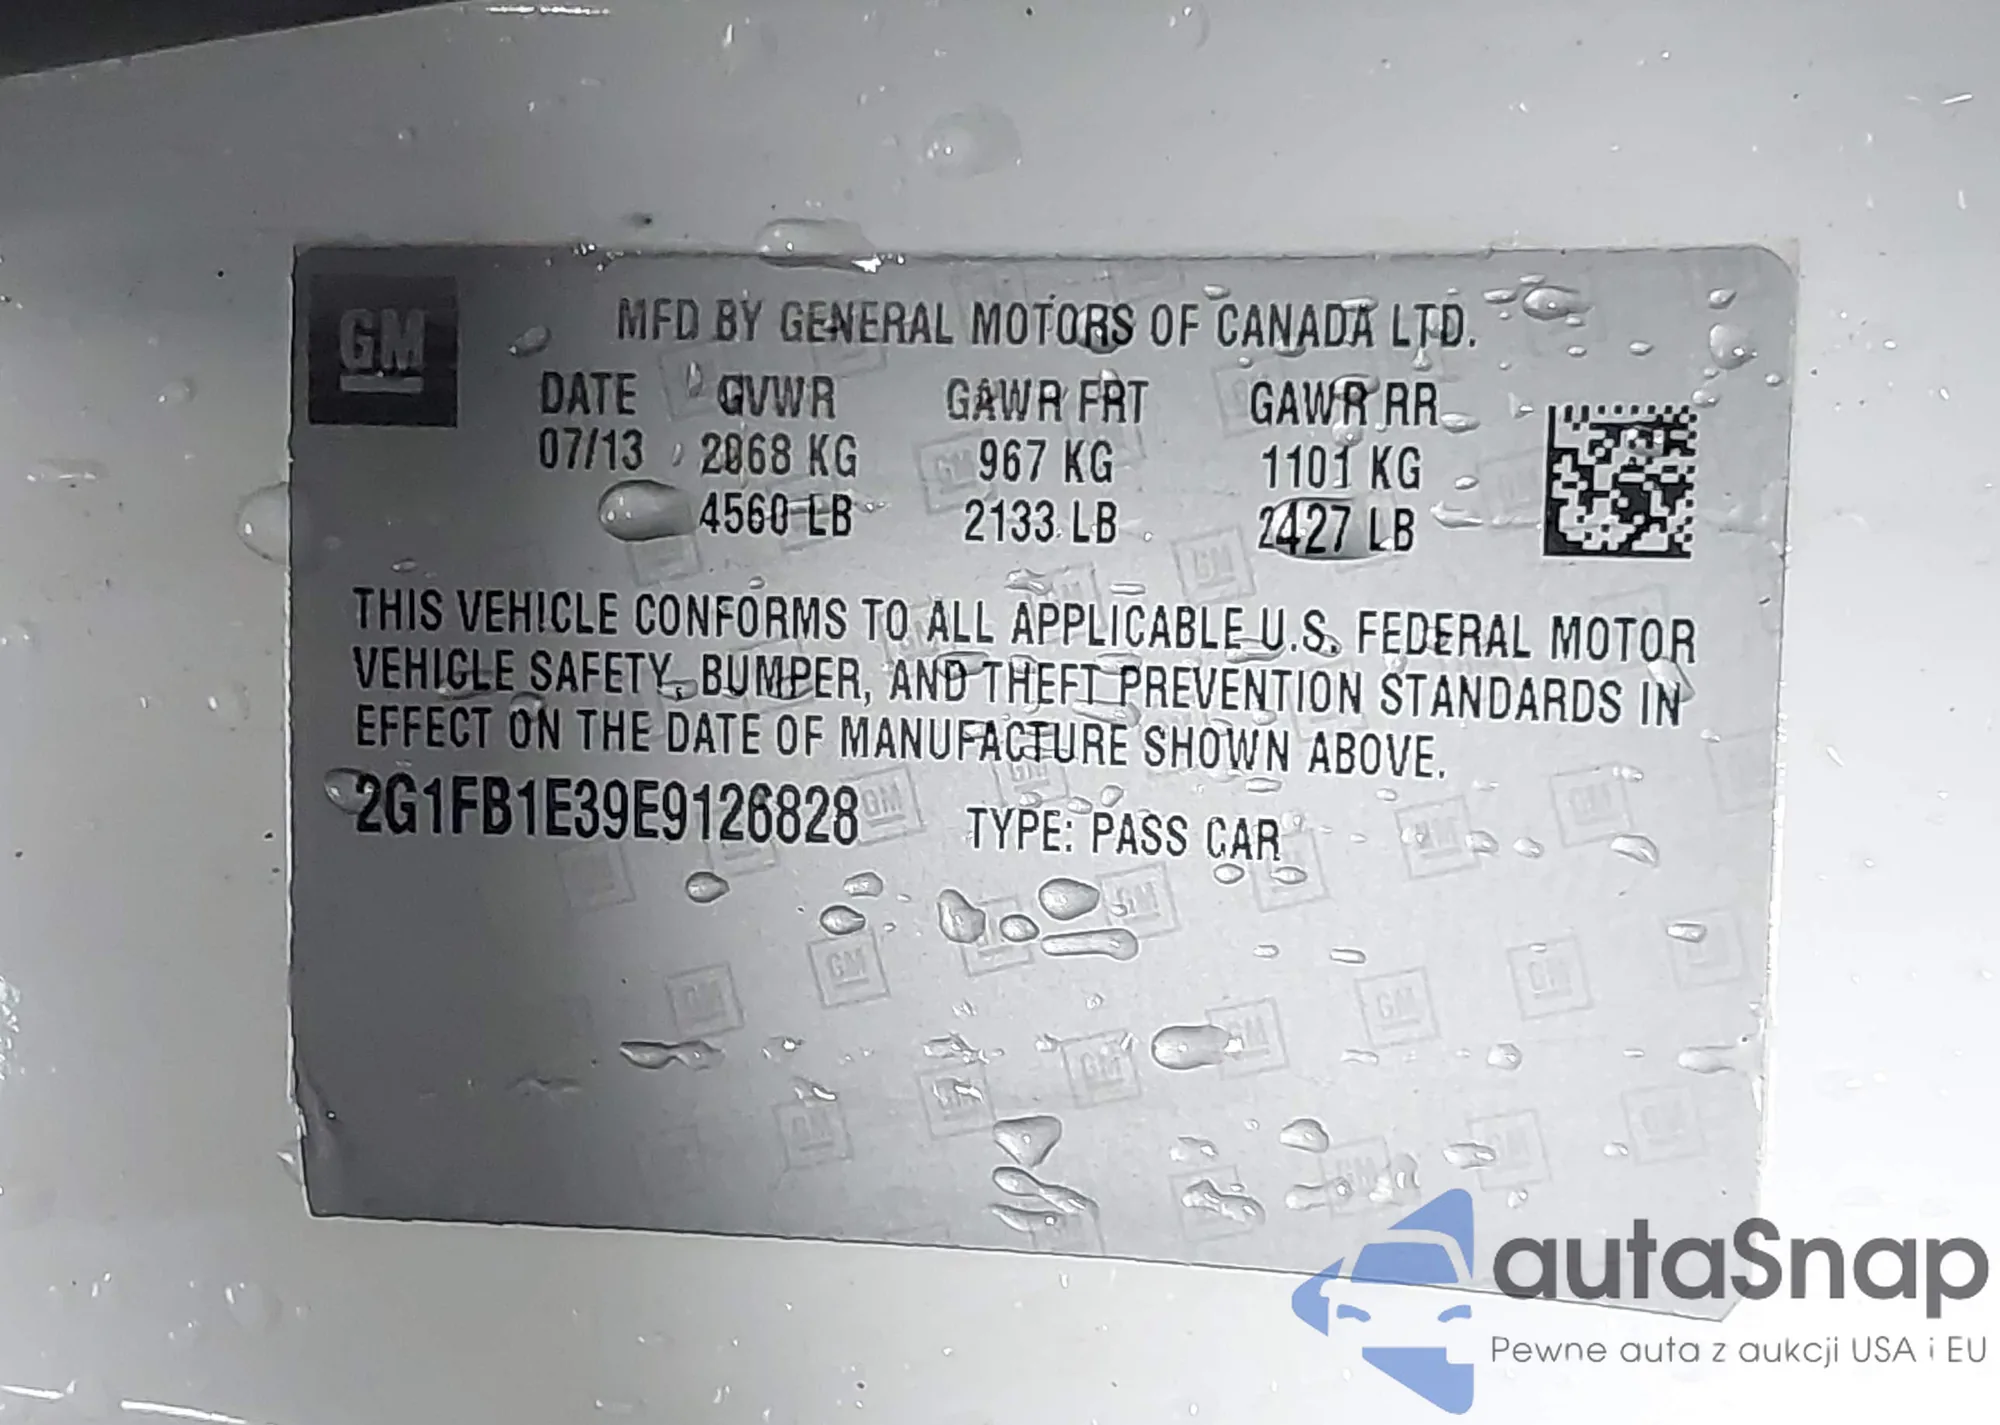 GM
MFD BY GENERAL MOTORS OF CANADA LTD.
DATE GVWR GAWR FRT GAWR RR
07/13 2068 KG 967 KG 1101 KG
4560 LB 2133 LB 2427 LB
THIS VEHICLE CONFORMS TO ALL APPLICABLE U.S. FEDERAL MOTOR
VEHICLE SAFETY, BUMPER, AND THEFT PREVENTION STANDARDS IN
EFFECT ON THE DATE OF MANUFACTURE SHOWN ABOVE.
2G1FB1E39E9126828 TYPE: PASS CAR
autaSnap
Pewne auta z aukcji USA i EU